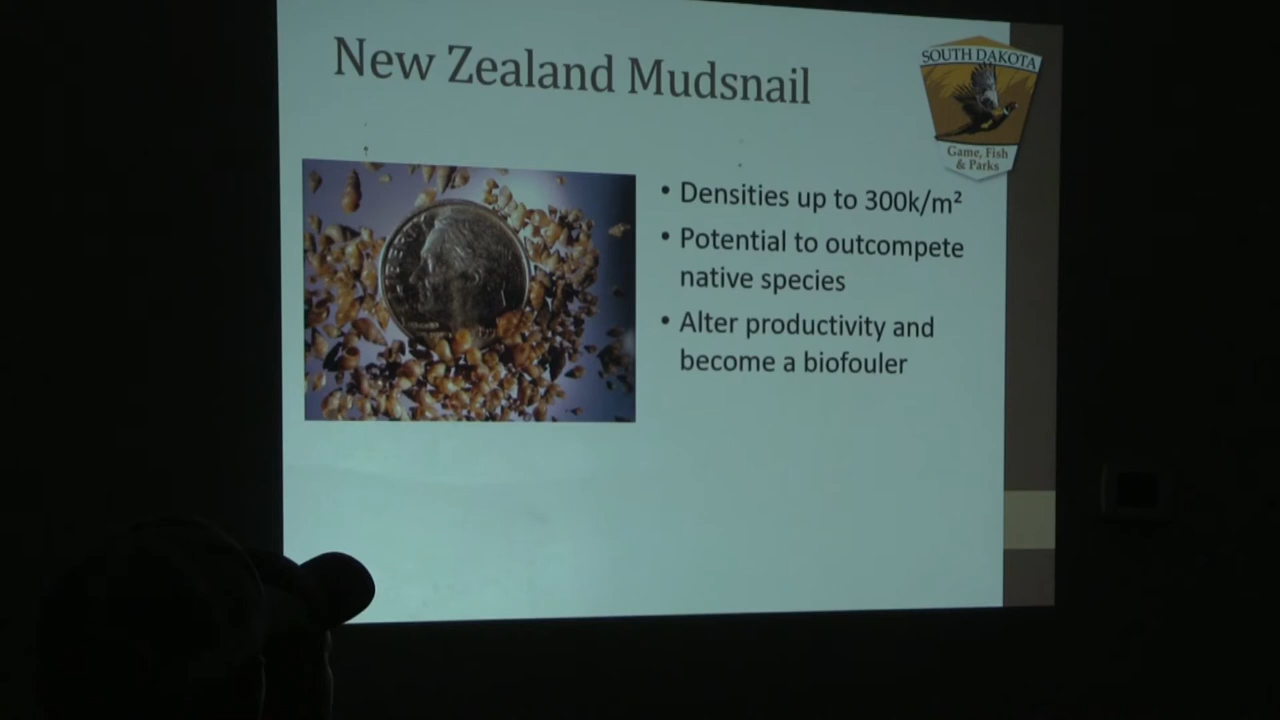 New Zealand Mudsnail
SOUTH DAKOTA
Game, Fish
& Parks
• Densities up to 300k/m²
• Potential to outcompete
native species
• Alter productivity and
become a biofouler